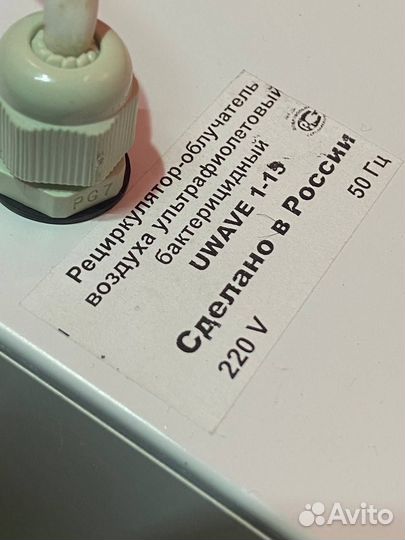 PG7
Рециркулятор-облучатель
воздуха ультрафиолетовый
бактерицидный
UWAVE 1-15
Сделано в России
220 V 50 Гц
Avito